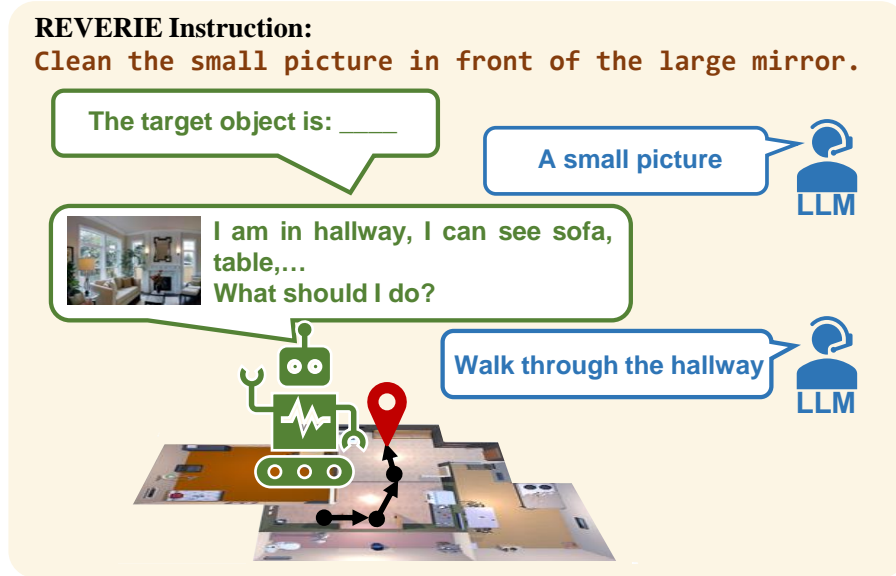 REVERIE Instruction:
Clean the small picture in front of the large mirror.
The target object is: ____
A small picture
LLM
I am in hallway, I can see sofa,
table,...
What should I do?
Walk through the hallway
LLM